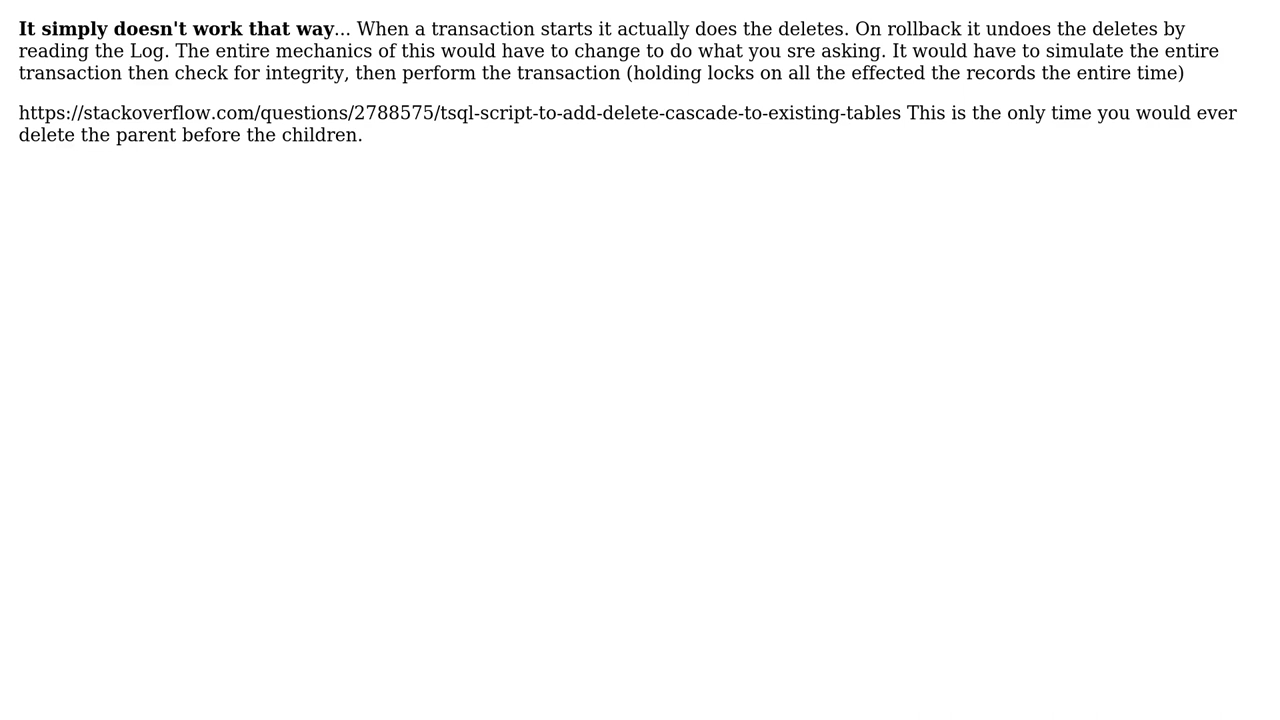 It simply doesn't work that way... When a transaction starts it actually does the deletes. On rollback it undoes the deletes by
reading the Log. The entire mechanics of this would have to change to do what you sre asking. It would have to simulate the entire
transaction then check for integrity, then perform the transaction (holding locks on all the effected the records the entire time)
https://stackoverflow.com/questions/2788575/tsql-script-to-add-delete-cascade-to-existing-tables This is the only time you would ever
delete the parent before the children.